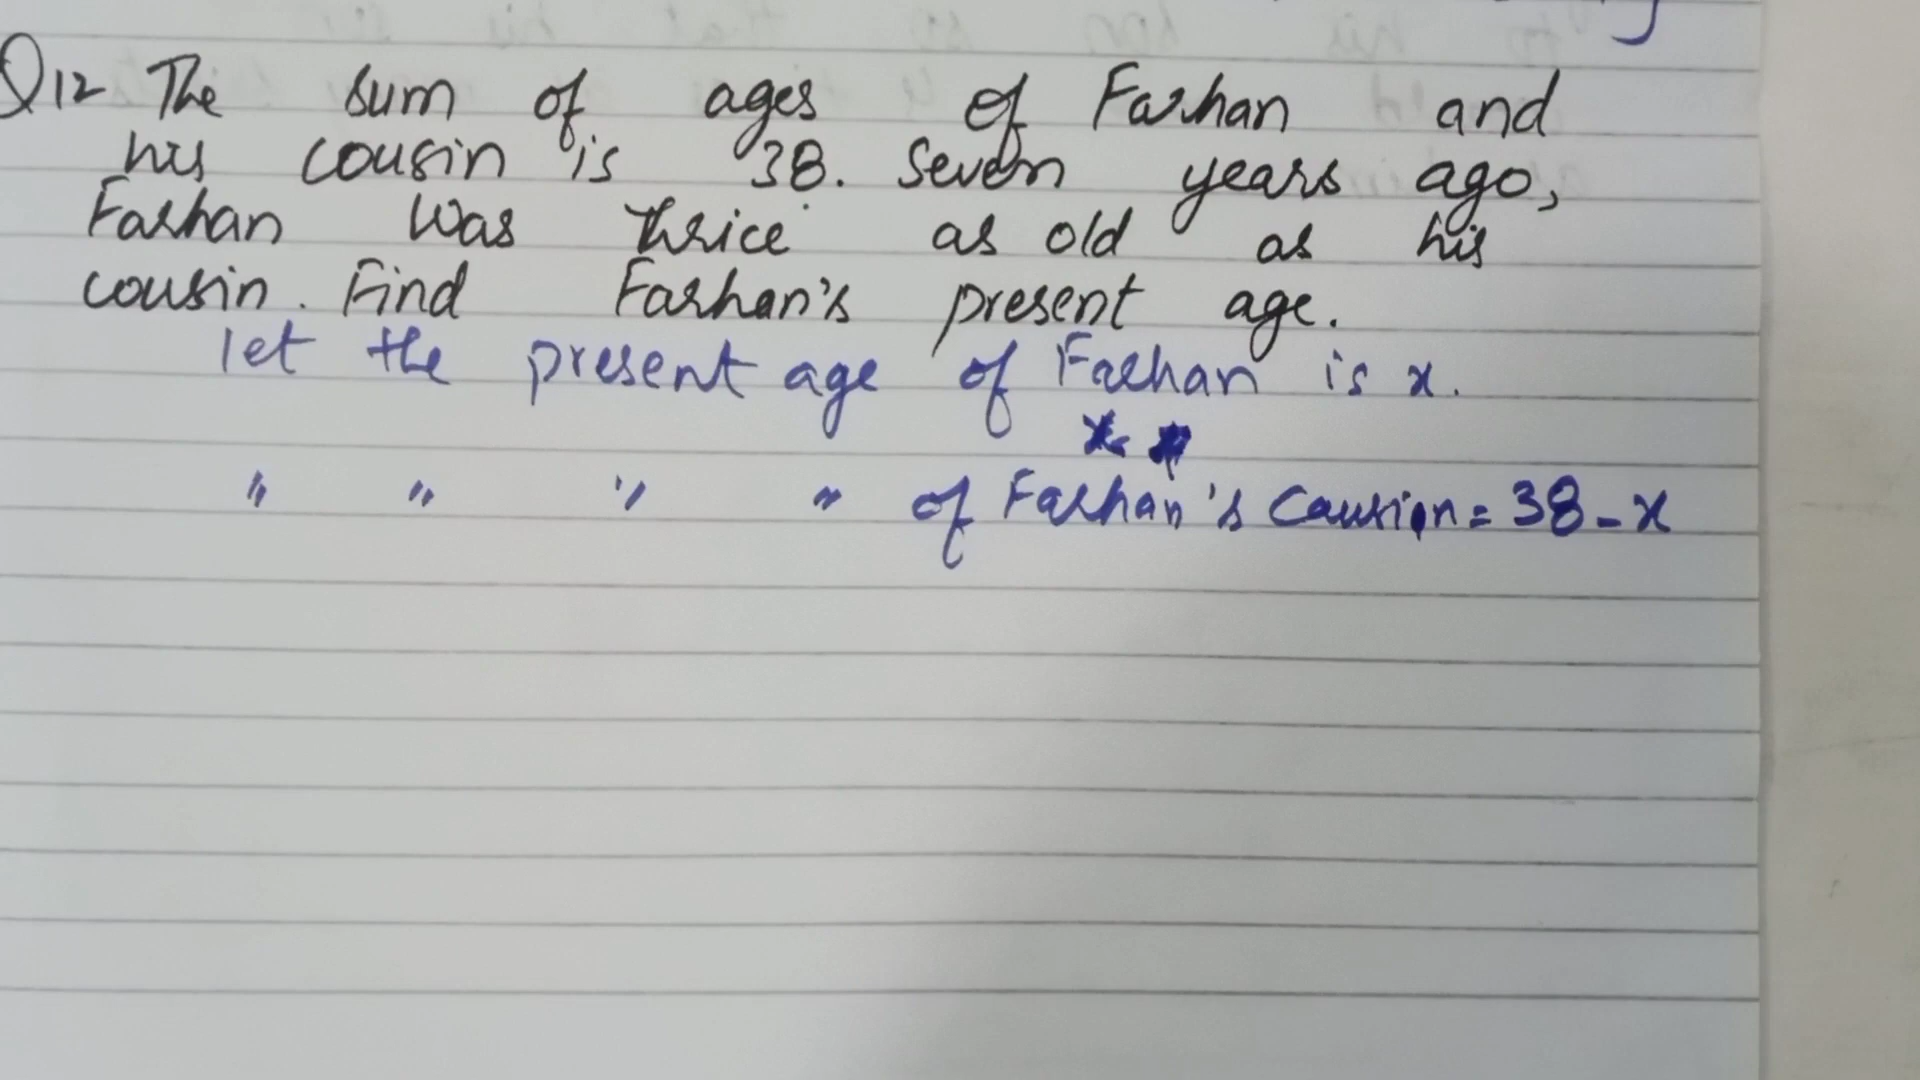 Q12 The sum of ages of Farhan and
his cousin is 38. Seven years ago,
Farhan was thrice as old as his
cousin. Find Farhan's present age.
let the present age of Farhan is x.
" " " " of Farhan's Causion = 38 - x